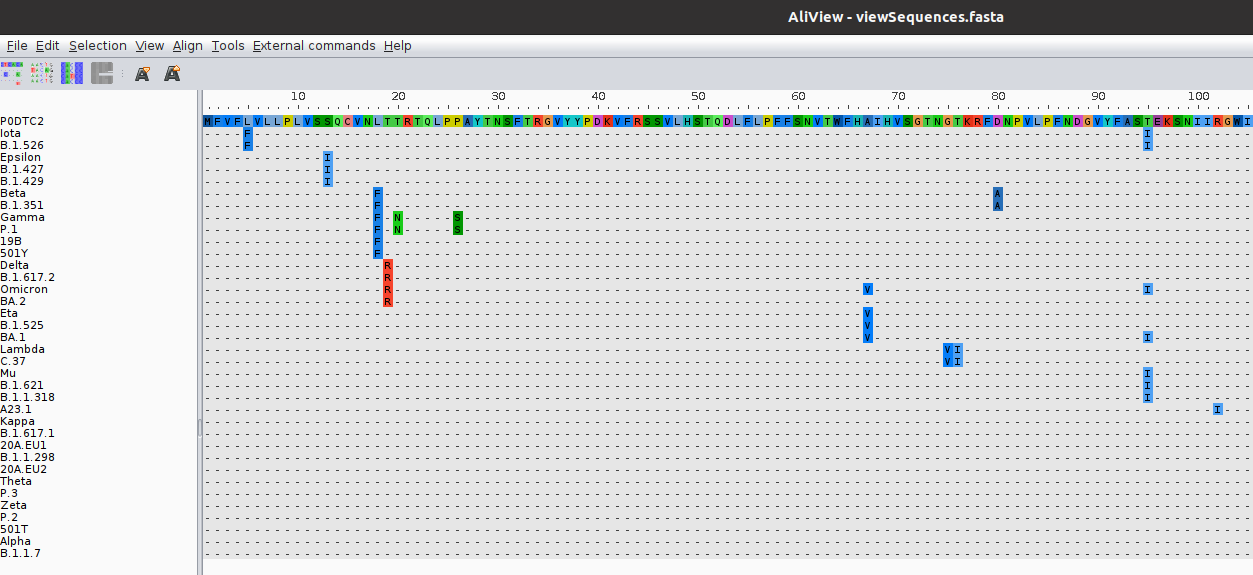 AliView - viewSequences.fasta
File Edit Selection View Align Tools External commands Help
10 20 30 40 50 60 70 80 90 100
P0DTC2 MFVFLVLLPLVSSQCVNLTTRTQLPPAYTNSFTRGVYYPDKVFRSSVLHSTQDLFLPFFSNVTWFHAIHVSGTNGTKRFDNPVLPFNDGVYFASTEKSNIIRGWI
Iota F I
B.1.526 F I
Epsilon I
B.1.427 I
B.1.429 I
Beta F A
B.1.351 F A
Gamma F N S
P.1 F N S
19B F
501Y F
Delta R
B.1.617.2 R
Omicron R V I
BA.2 R
Eta V
B.1.525 V
BA.1 V I
Lambda V I
C.37 V I
Mu I
B.1.621 I
B.1.1.318 I
A23.1 I
Kappa
B.1.617.1
20A.EU1
B.1.1.298
20A.EU2
Theta
P.3
Zeta
P.2
501T
Alpha
B.1.1.7